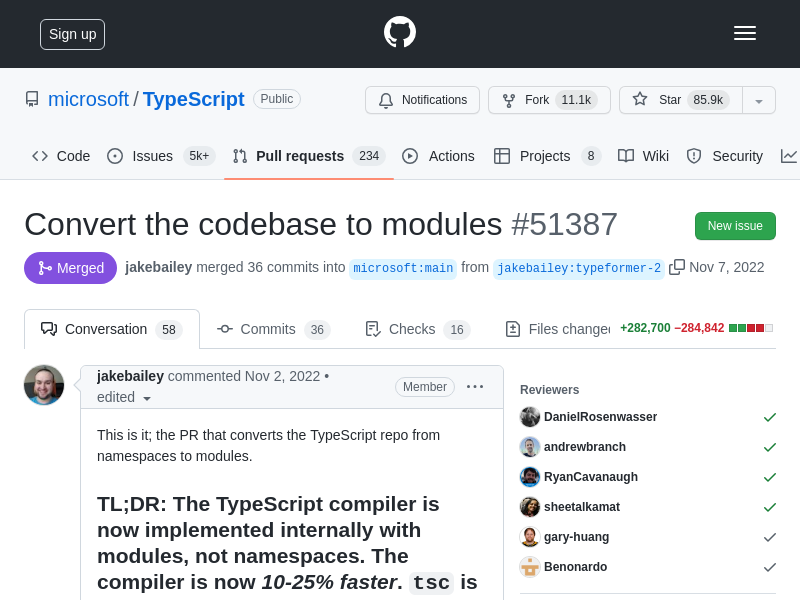 Sign up
microsoft / TypeScript Public
Notifications Fork 11.1k Star 85.9k
Code Issues 5k+ Pull requests 234 Actions Projects 8 Wiki Security
Convert the codebase to modules #51387
New issue
Merged jakebailey merged 36 commits into microsoft:main from jakebailey:typeformer-2 Nov 7, 2022
Conversation 58 Commits 36 Checks 16 Files changed +282,700 −284,842
jakebailey commented Nov 2, 2022 •
edited
Member
This is it; the PR that converts the TypeScript repo from
namespaces to modules.
TL;DR: The TypeScript compiler is
now implemented internally with
modules, not namespaces. The
compiler is now 10-25% faster. tsc is
Reviewers
DanielRosenwasser
andrewbranch
RyanCavanaugh
sheetalkamat
gary-huang
Benonardo